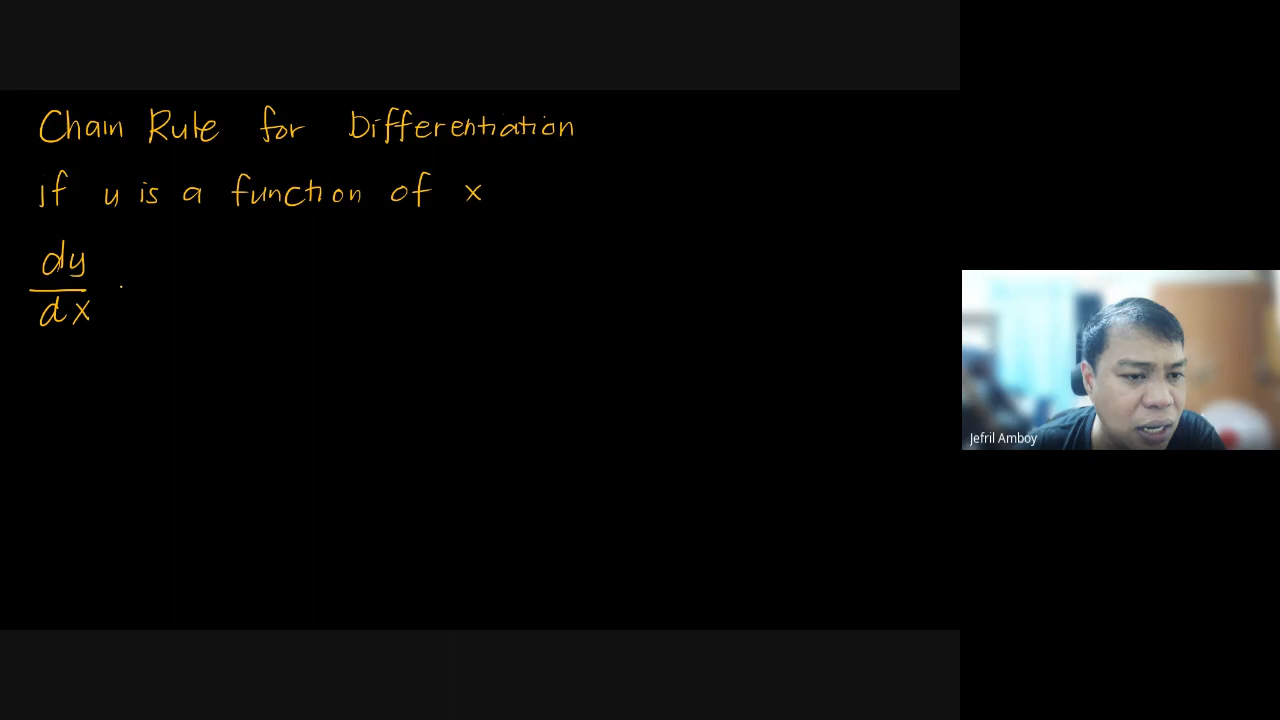 Chain Rule for Differentiation
If u is a function of x
dy
dx
Jefril Amboy